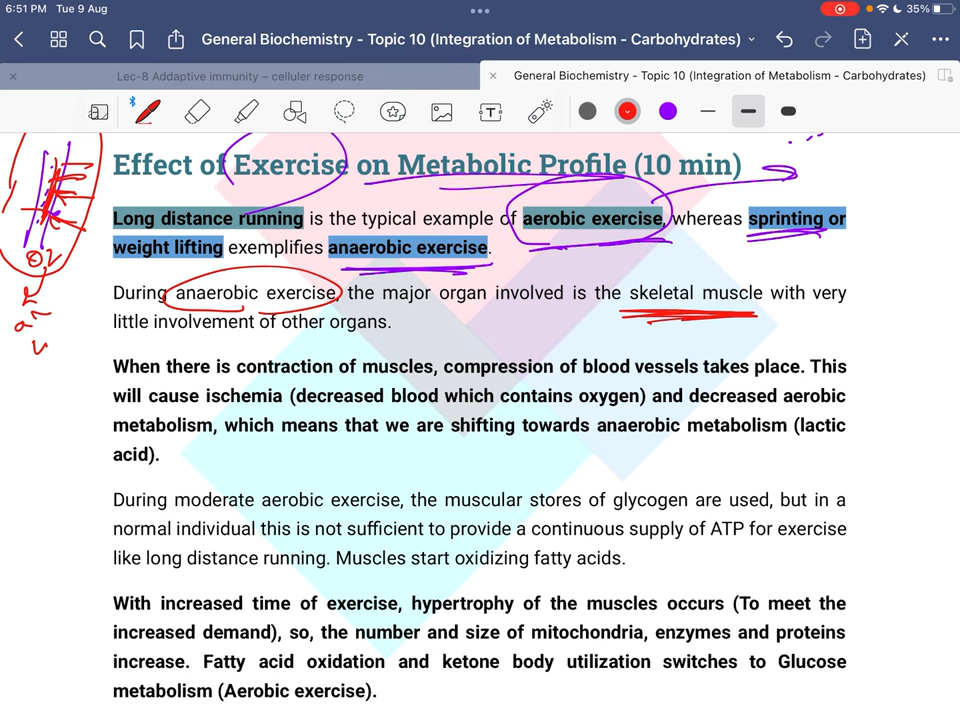 6:51 PM Tue 9 Aug
35%
General Biochemistry - Topic 10 (Integration of Metabolism - Carbohydrates)
Lec-8 Addaptive immunity – celluler response
General Biochemistry - Topic 10 (Integration of Metabolism - Carbohydrates)
Effect of Exercise on Metabolic Profile (10 min)
Long distance running is the typical example of aerobic exercise, whereas sprinting or
weight lifting exemplifies anaerobic exercise.
During anaerobic exercise, the major organ involved is the skeletal muscle with very
little involvement of other organs.
When there is contraction of muscles, compression of blood vessels takes place. This
will cause ischemia (decreased blood which contains oxygen) and decreased aerobic
metabolism, which means that we are shifting towards anaerobic metabolism (lactic
acid).
During moderate aerobic exercise, the muscular stores of glycogen are used, but in a
normal individual this is not sufficient to provide a continuous supply of ATP for exercise
like long distance running. Muscles start oxidizing fatty acids.
With increased time of exercise, hypertrophy of the muscles occurs (To meet the
increased demand), so, the number and size of mitochondria, enzymes and proteins
increase. Fatty acid oxidation and ketone body utilization switches to Glucose
metabolism (Aerobic exercise).